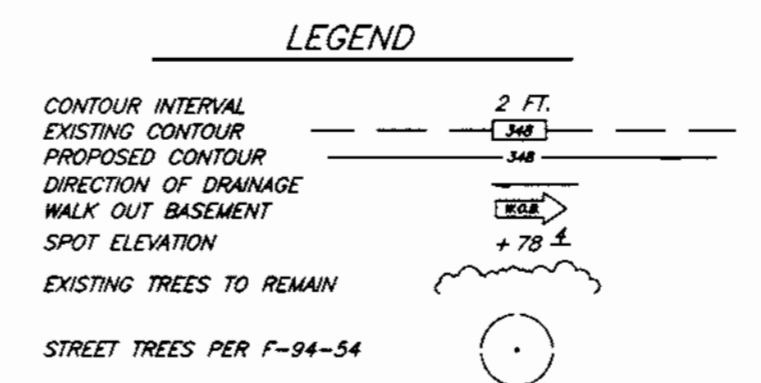 LEGEND
CONTOUR INTERVAL 2 FT.
EXISTING CONTOUR 348
PROPOSED CONTOUR 348
DIRECTION OF DRAINAGE
WALK OUT BASEMENT W.O.B.
SPOT ELEVATION + 78 4
EXISTING TREES TO REMAIN
STREET TREES PER F-94-54